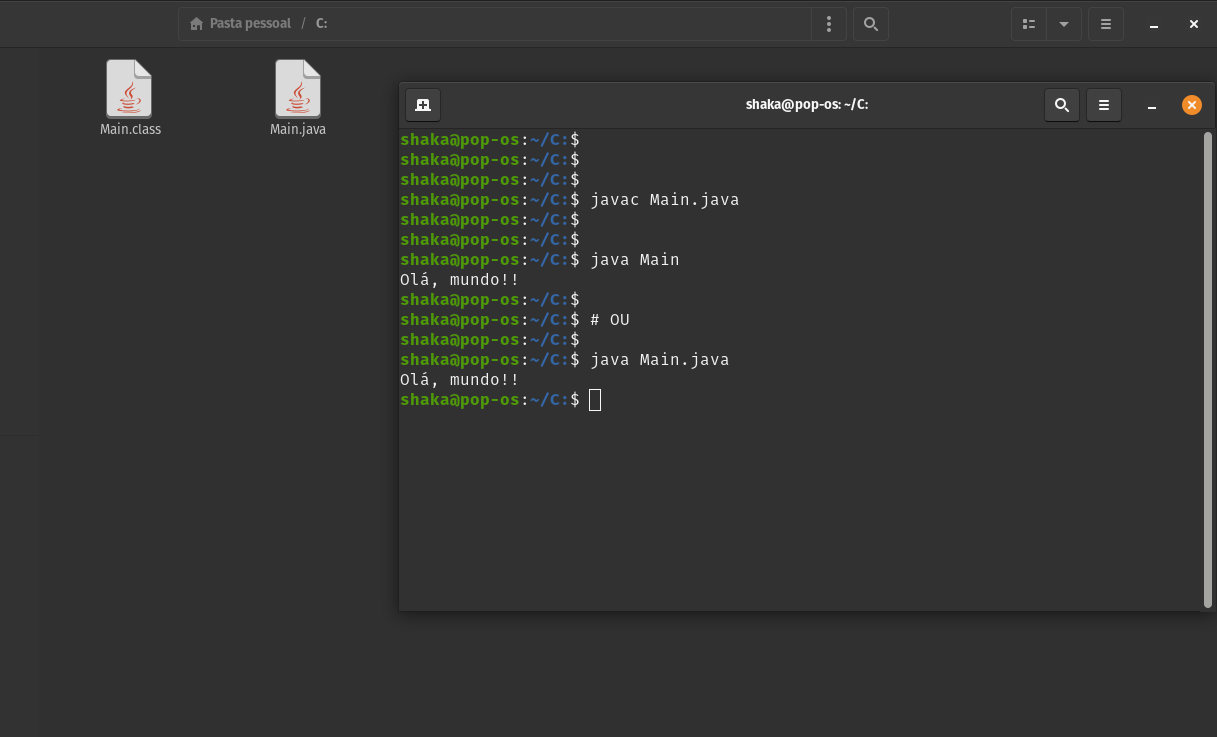 Pasta pessoal / C:
Main.class
Main.java
shaka@pop-os: ~/C:
shaka@pop-os:~/C:$
shaka@pop-os:~/C:$
shaka@pop-os:~/C:$
shaka@pop-os:~/C:$ javac Main.java
shaka@pop-os:~/C:$
shaka@pop-os:~/C:$
shaka@pop-os:~/C:$ java Main
Olá, mundo!!
shaka@pop-os:~/C:$
shaka@pop-os:~/C:$ # OU
shaka@pop-os:~/C:$
shaka@pop-os:~/C:$ java Main.java
Olá, mundo!!
shaka@pop-os:~/C:$